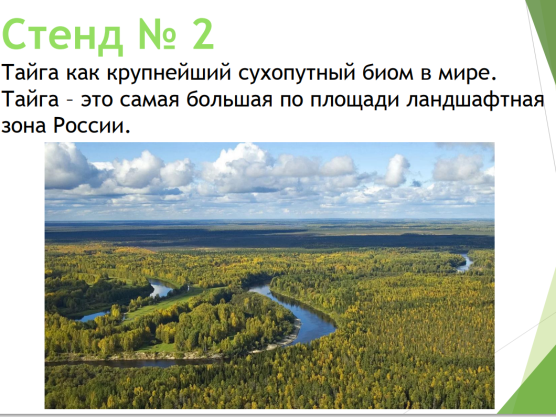 Стенд № 2
Тайга как крупнейший сухопутный биом в мире.
Тайга – это самая большая по площади ландшафтная
зона России.